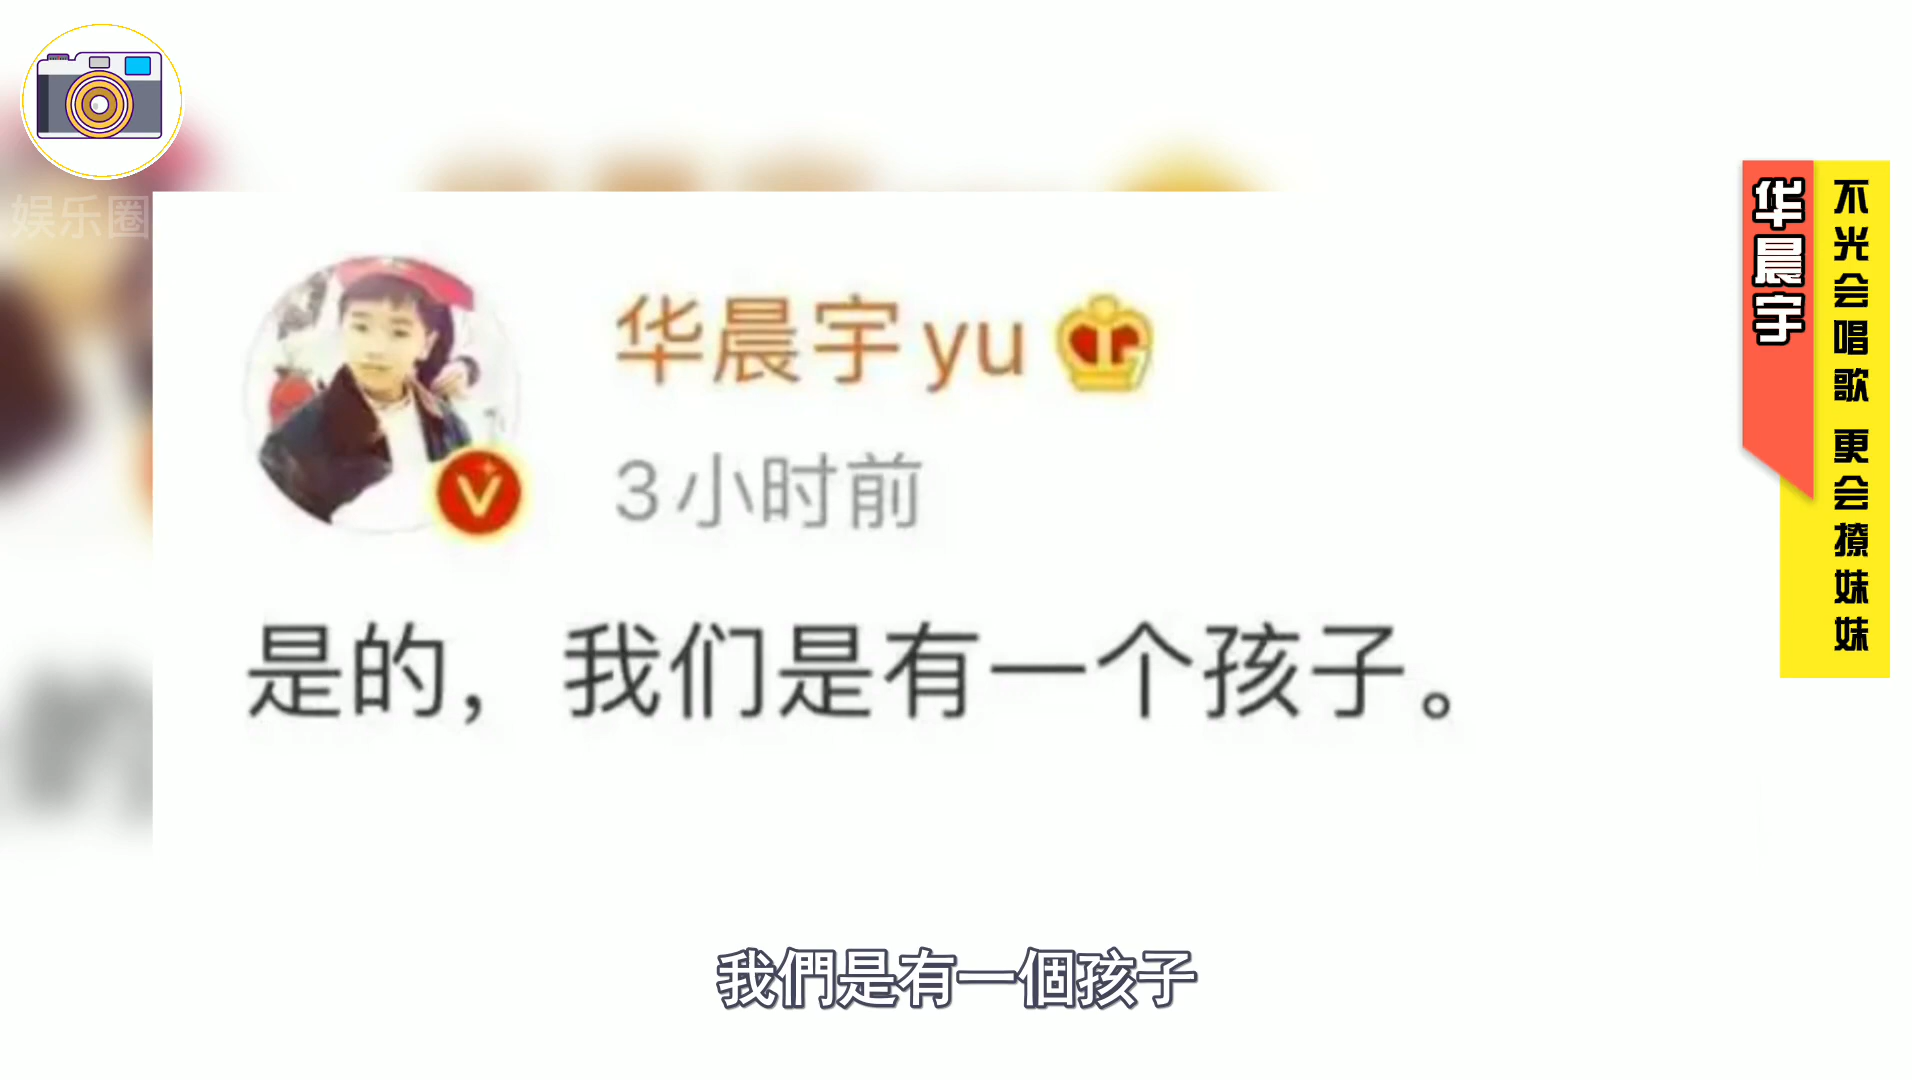 娱乐圈
华晨宇yu
3小时前
是的，我们是有一个孩子。
华晨宇
不光会唱歌 更会撩妹妹
我們是有一個孩子